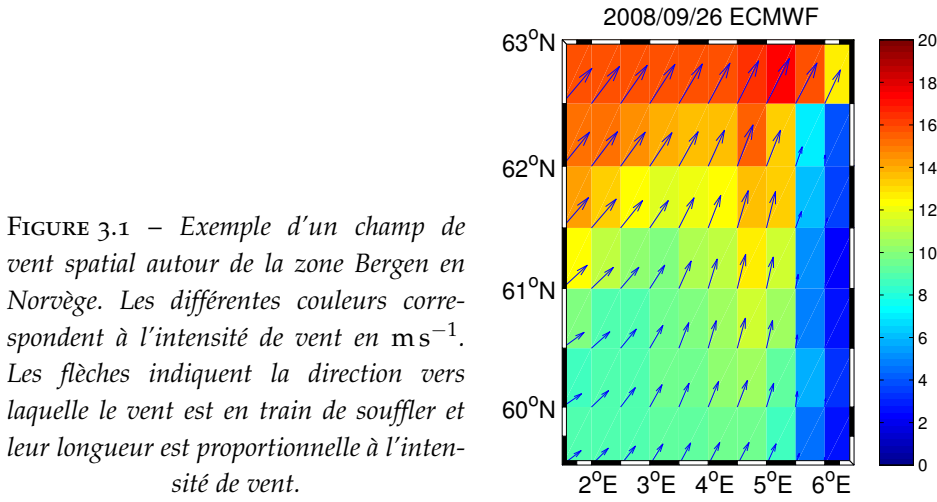 FIGURE 3.1 – Exemple d'un champ de
vent spatial autour de la zone Bergen en
Norvège. Les différentes couleurs corre-
spondent à l'intensité de vent en m s⁻¹.
Les flèches indiquent la direction vers
laquelle le vent est en train de souffler et
leur longueur est proportionnelle à l'inten-
sité de vent.
2008/09/26 ECMWF
63°N
62°N
61°N
60°N
2°E 3°E 4°E 5°E 6°E
20
18
16
14
12
10
8
6
4
2
0